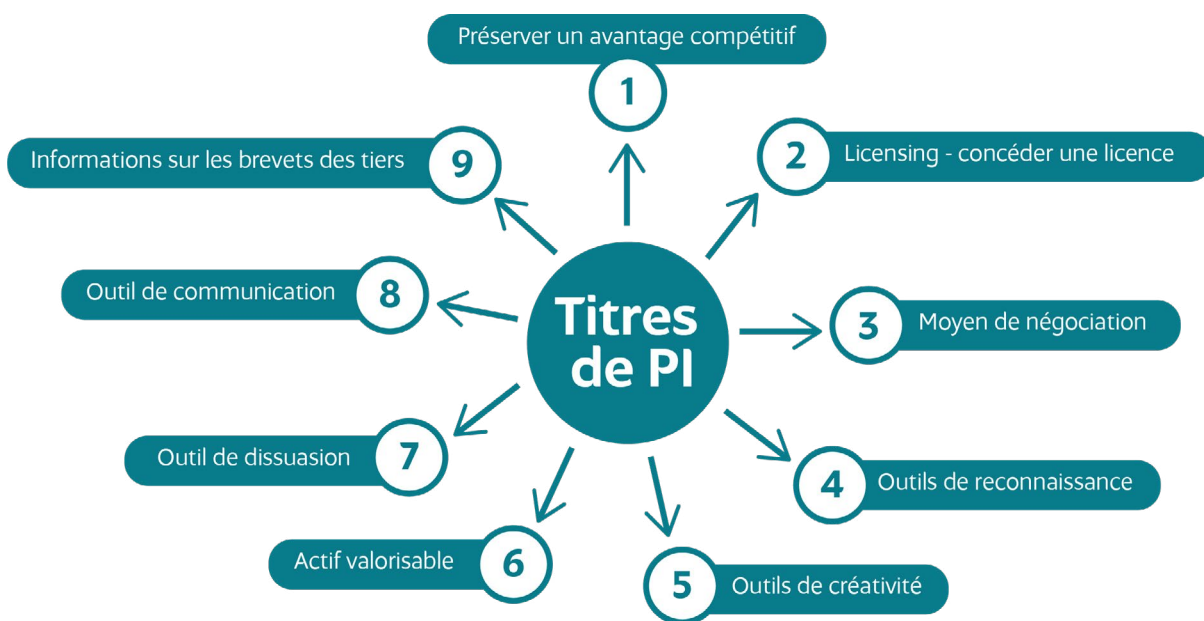 Préserver un avantage compétitif
1
2
Licensing - concéder une licence
3
Moyen de négociation
4
Outils de reconnaissance
5
Outils de créativité
6
Actif valorisable
7
Outil de dissuasion
8
Outil de communication
9
Informations sur les brevets des tiers
Titres
de PI